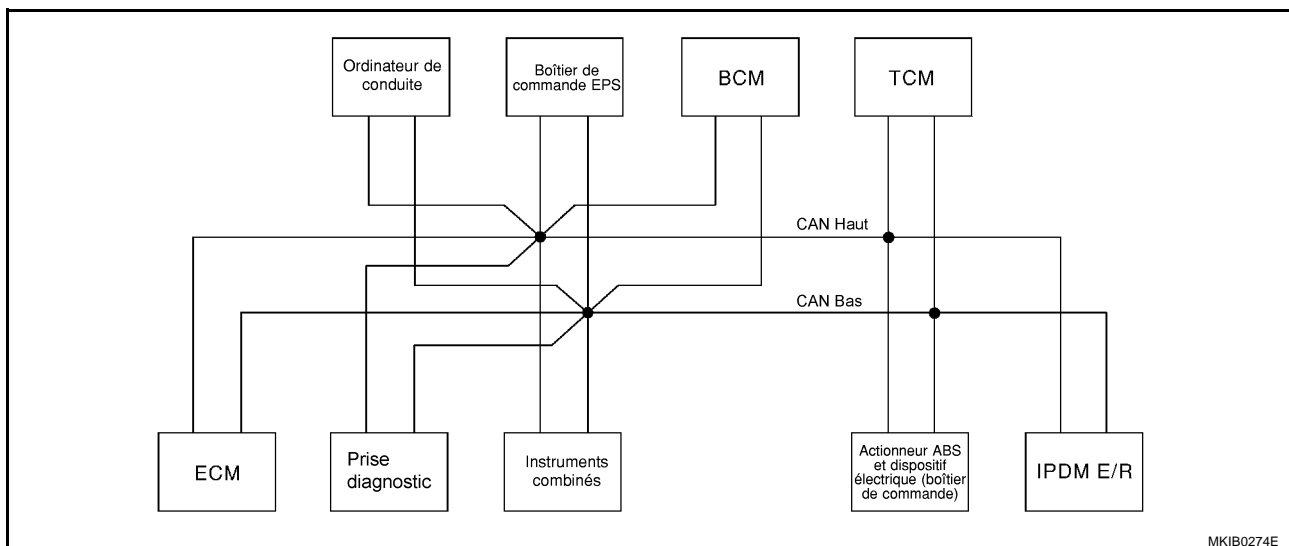 Ordinateur de
conduite
Boîtier de
commande EPS
BCM
TCM
CAN Haut
CAN Bas
ECM
Prise
diagnostic
Instruments
combinés
Actionneur ABS
et dispositif
électrique (boîtier
de commande)
IPDM E/R
MKIB0274E